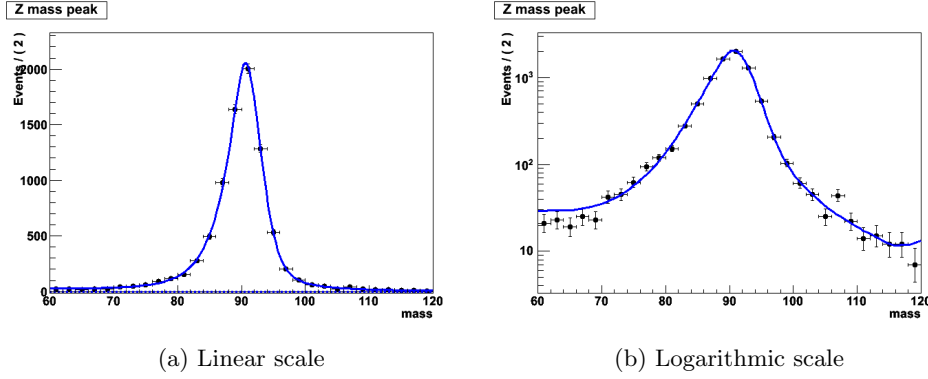 Z mass peak
Events / ( 2 )
2000
1500
1000
500
0
60 70 80 90 100 110 120
mass
(a) Linear scale
Z mass peak
Events / ( 2 )
10³
10²
10
60 70 80 90 100 110 120
mass
(b) Logarithmic scale